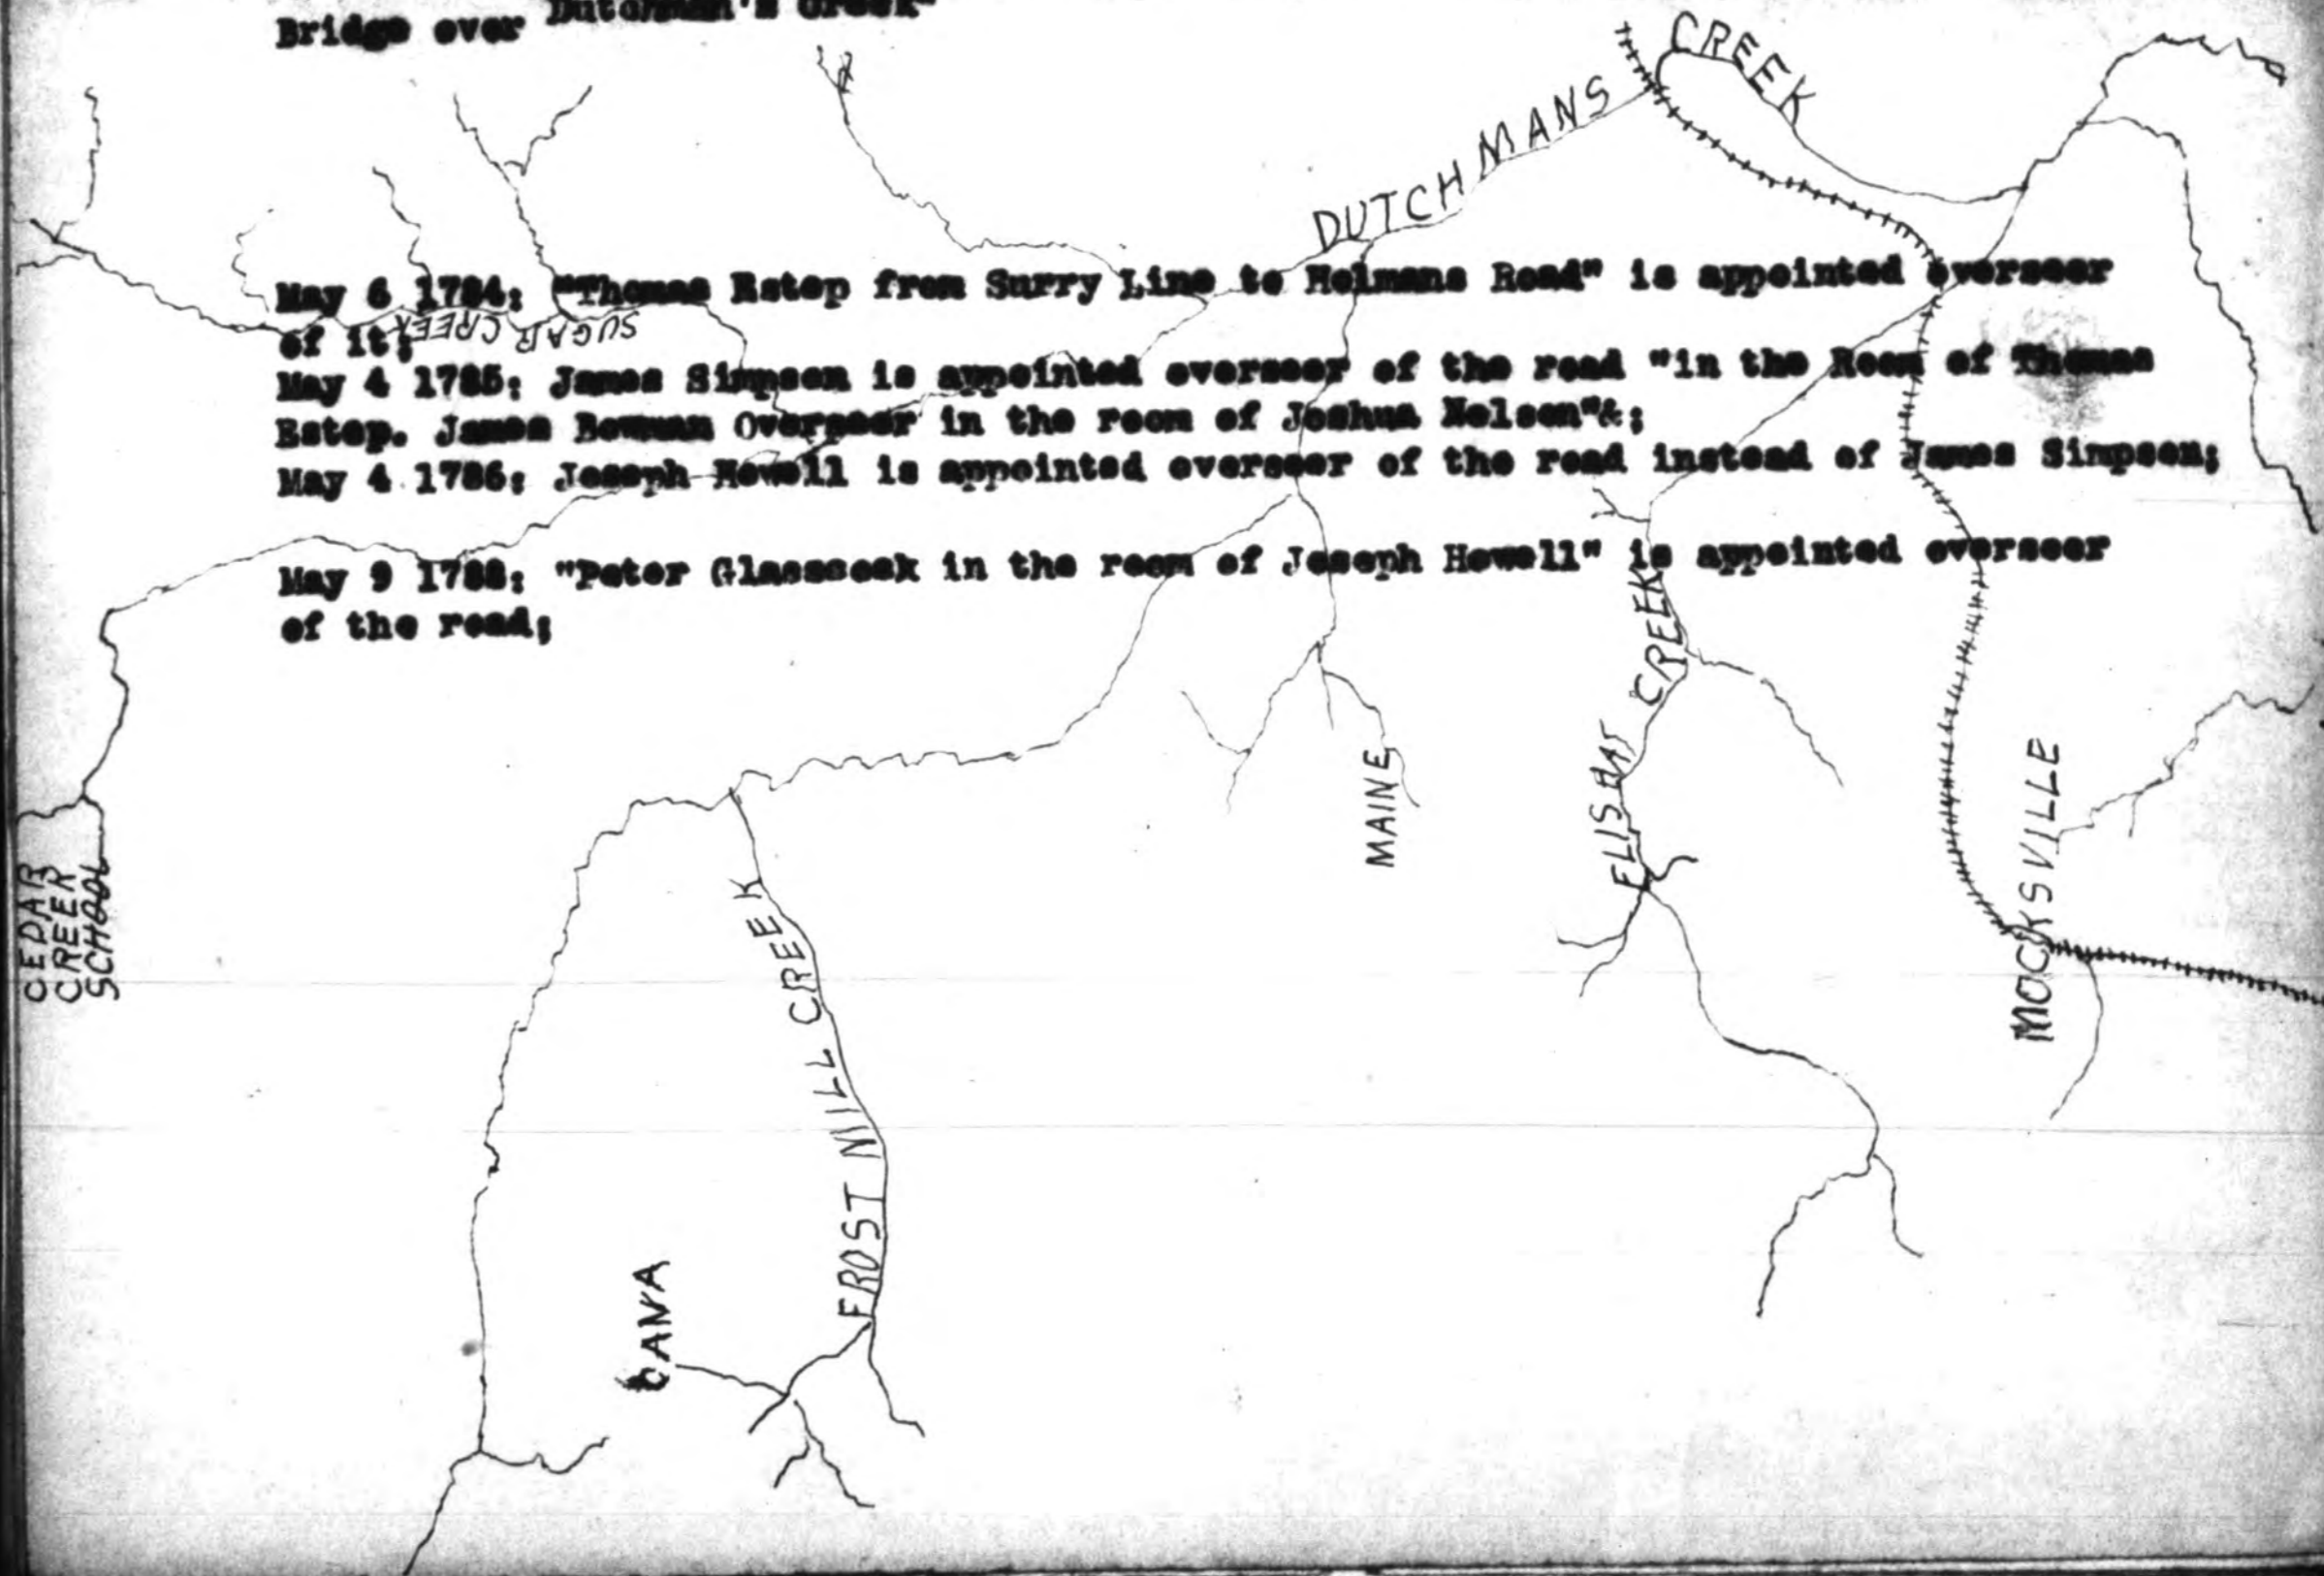 Bridge over Dutchman's Creek"
CREEK
DUTCHMANS
May 6 1784: "Thomas Estep from Surry Line to Holmans Road" is appointed overseer
of it;
SUGAR CREEK
May 4 1785: James Simpson is appointed overseer of the road "in the Room of Thomas
Estep. James Bowman Overseer in the room of Joshua Nelson"&;
May 4 1786: Joseph Howell is appointed overseer of the road instead of James Simpson;
May 9 1788: "Peter Glasscock in the room of Joseph Howell" is appointed overseer
of the road;
CEDAR
CREEK
SCHOOL
FROST MILL CREEK
CANA
MAINE
ELISHAS CREEK
MOCKSVILLE